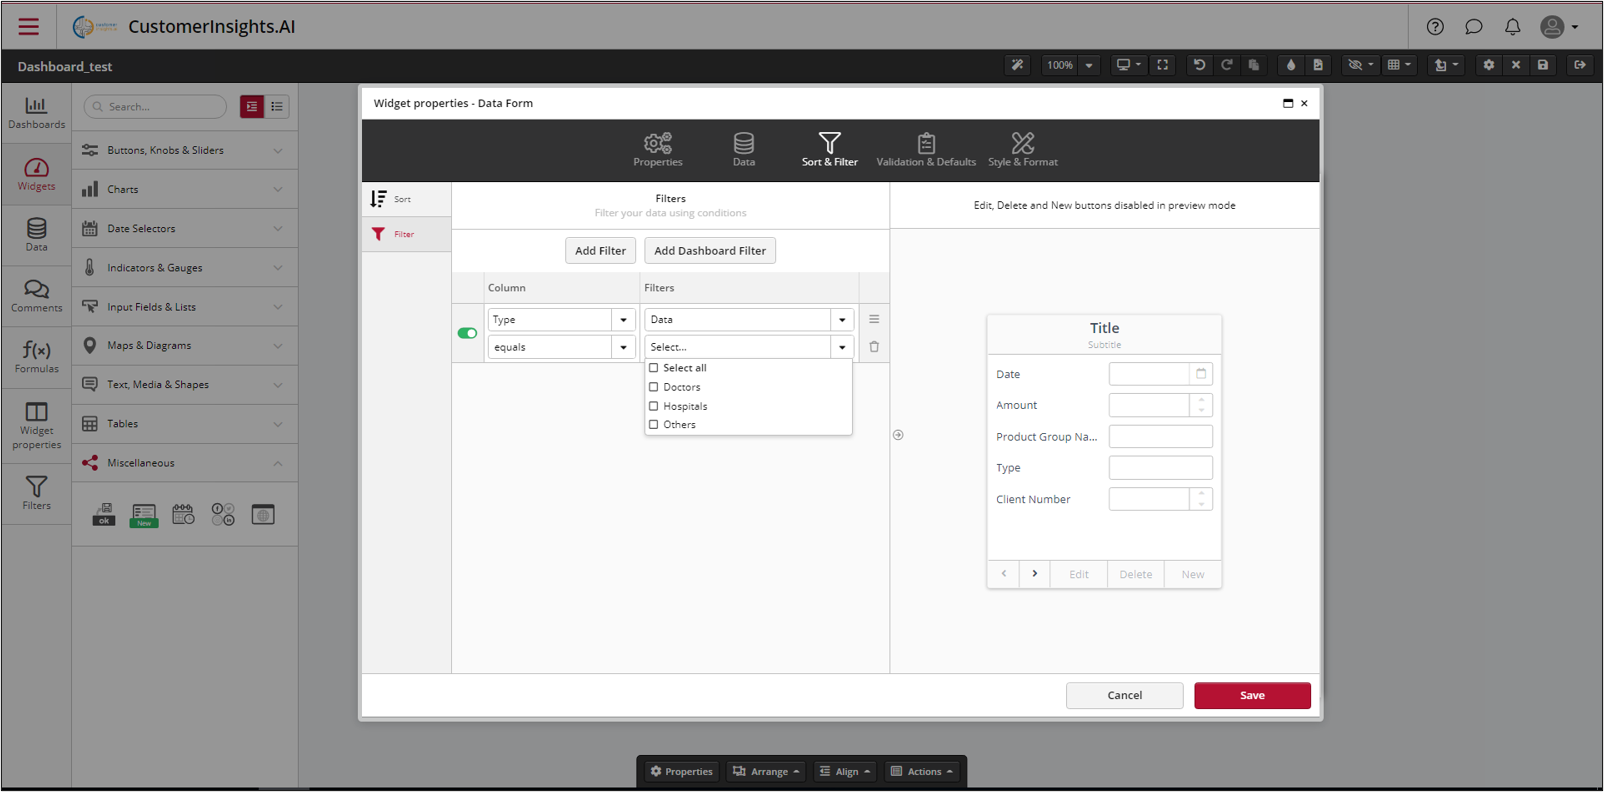 CustomerInsights.AI
Dashboard_test
100%
Dashboards
Widgets
Data
Comments
f(x)
Formulas
Widget
properties
Filters
Search...
Buttons, Knobs & Sliders
Charts
Date Selectors
Indicators & Gauges
Input Fields & Lists
Maps & Diagrams
Text, Media & Shapes
Tables
Miscellaneous
ok
New
Widget properties - Data Form
Properties
Data
Sort & Filter
Validation & Defaults
Style & Format
Sort
Filter
Filters
Filter your data using conditions
Add Filter
Add Dashboard Filter
Column
Filters
Type
Data
equals
Select...
Select all
Doctors
Hospitals
Others
Edit, Delete and New buttons disabled in preview mode
Title
Subtitle
Date
Amount
Product Group Na...
Type
Client Number
Edit
Delete
New
Cancel
Save
Properties
Arrange
Align
Actions